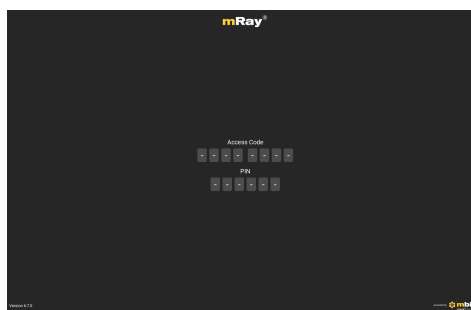 mRay®
Access Code
- - - - - - - -
PIN
- - - - - -
Version 6.7.0
mbi